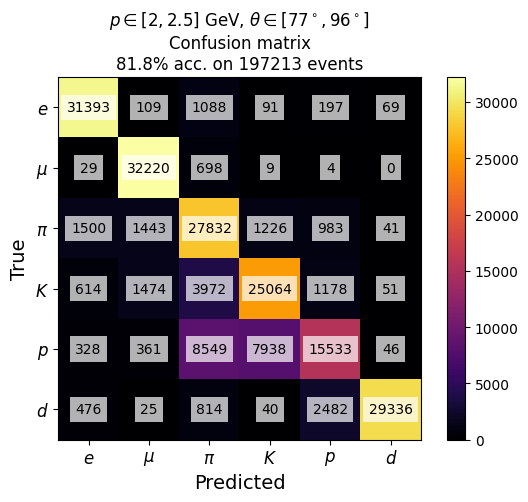 p ∈ [2, 2.5] GeV, θ ∈ [77°, 96°]
Confusion matrix
81.8% acc. on 197213 events
e 31393 109 1088 91 197 69
μ 29 32220 698 9 4 0
π 1500 1443 27832 1226 983 41
K 614 1474 3972 25064 1178 51
p 328 361 8549 7938 15533 46
d 476 25 814 40 2482 29336
e μ π K p d
Predicted
True
30000
25000
20000
15000
10000
5000
0